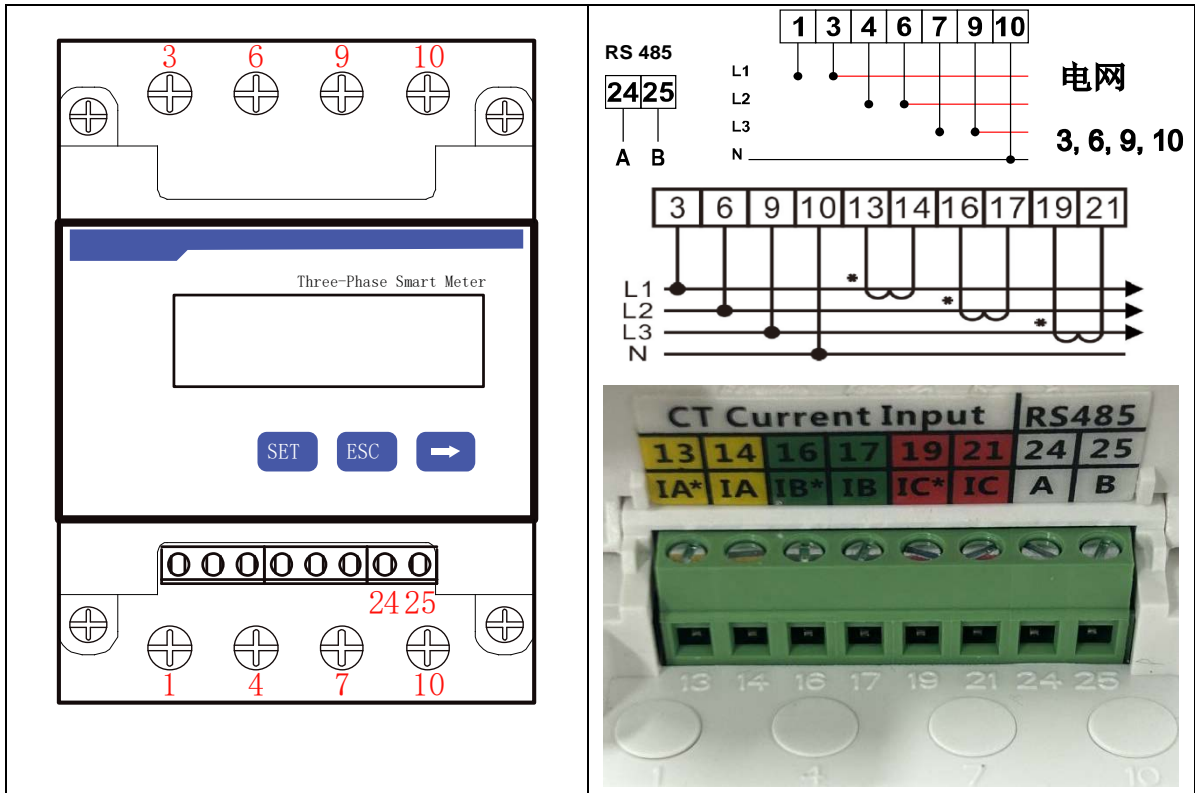 3 6 9 10
Three-Phase Smart Meter
SET ESC
24 25
1 4 7 10
1 3 4 6 7 9 10
RS 485
24 25
A B
L1
L2
L3
N
电网
3, 6, 9, 10
3 6 9 10 13 14 16 17 19 21
L1 *
L2 *
L3 *
N
CT Current Input RS485
13 14 16 17 19 21 24 25
IA* IA IB* IB IC* IC A B
13 14 16 17 19 21 24 25
1 4 7 10